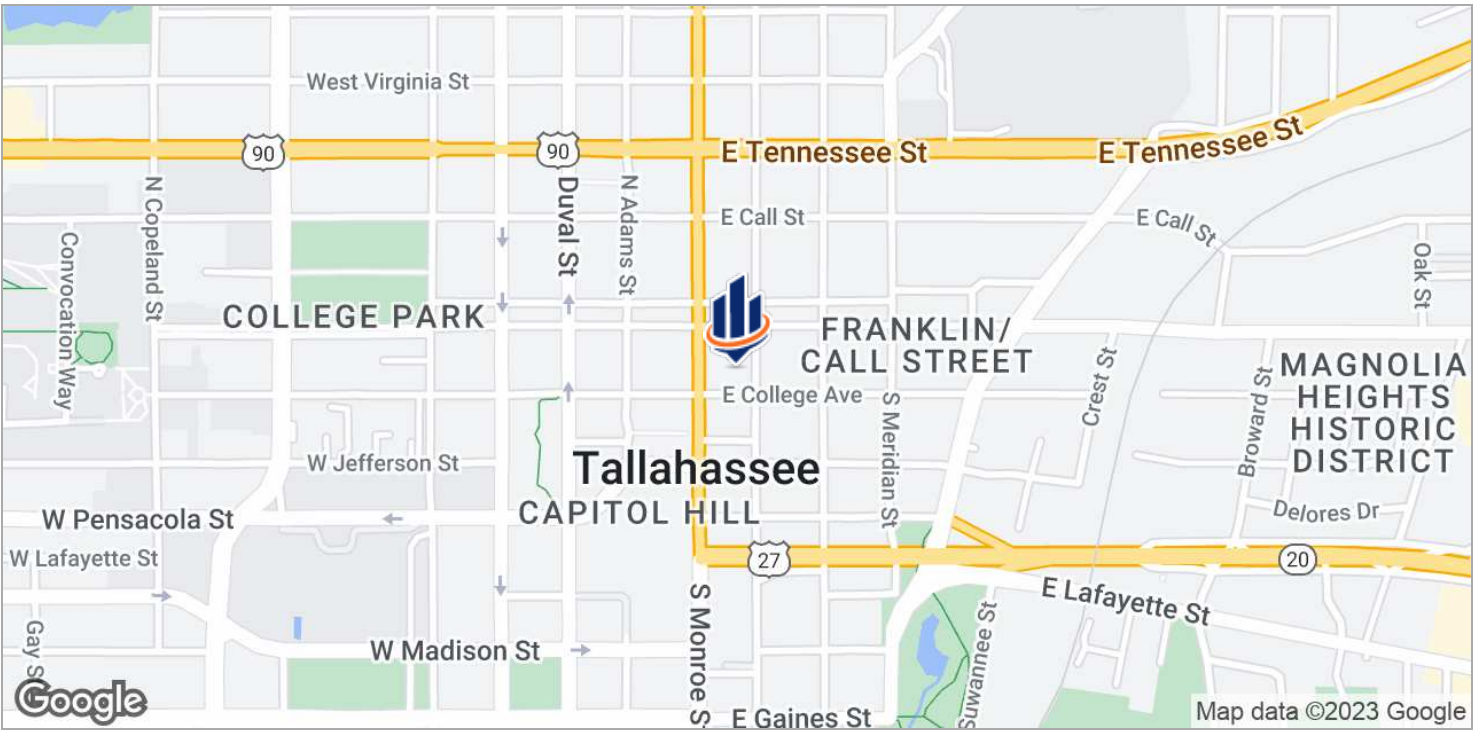 West Virginia St
90
90
E Tennessee St
E Tennessee St
N Copeland St
Duval St
N Adams St
E Call St
E Call St
Convocation Way
Oak St
COLLEGE PARK
FRANKLIN/
CALL STREET
Crest St
MAGNOLIA
HEIGHTS
HISTORIC
DISTRICT
E College Ave
S Meridian St
Broward St
W Jefferson St
Tallahassee
CAPITOL HILL
W Pensacola St
Delores Dr
W Lafayette St
27
20
E Lafayette St
Gay S
W Madison St
S Monroe S
Suwannee St
E Gaines St
Google
Map data ©2023 Google